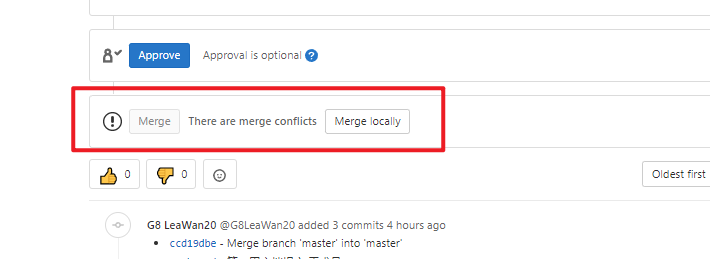 Approve Approval is optional ?
Merge There are merge conflicts Merge locally
0 0 Oldest first
G8 LeaWan20 @G8LeaWan20 added 3 commits 4 hours ago
ccd19dbe - Merge branch 'master' into 'master'